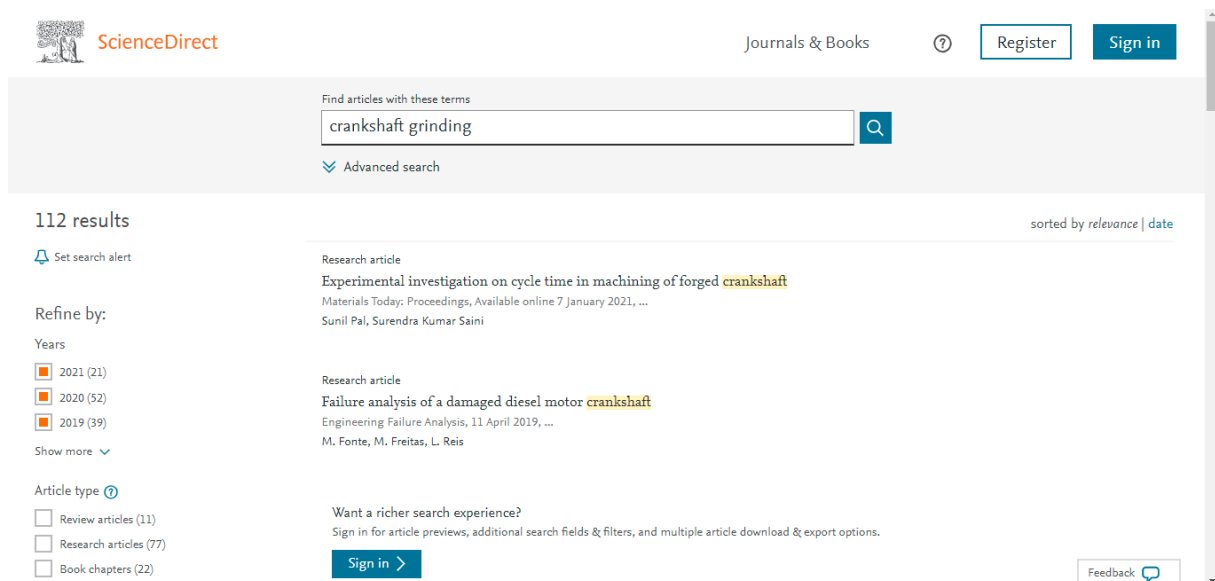 ScienceDirect
Journals & Books
?
Register
Sign in
Find articles with these terms
crankshaft grinding
Advanced search
112 results
Set search alert
sorted by relevance | date
Refine by:
Years
2021 (21)
2020 (52)
2019 (39)
Show more
Article type ?
Review articles (11)
Research articles (77)
Book chapters (22)
Research article
Experimental investigation on cycle time in machining of forged crankshaft
Materials Today: Proceedings, Available online 7 January 2021, ...
Sunil Pal, Surendra Kumar Saini
Research article
Failure analysis of a damaged diesel motor crankshaft
Engineering Failure Analysis, 11 April 2019, ...
M. Fonte, M. Freitas, L. Reis
Want a richer search experience?
Sign in for article previews, additional search fields & filters, and multiple article download & export options.
Sign in
Feedback